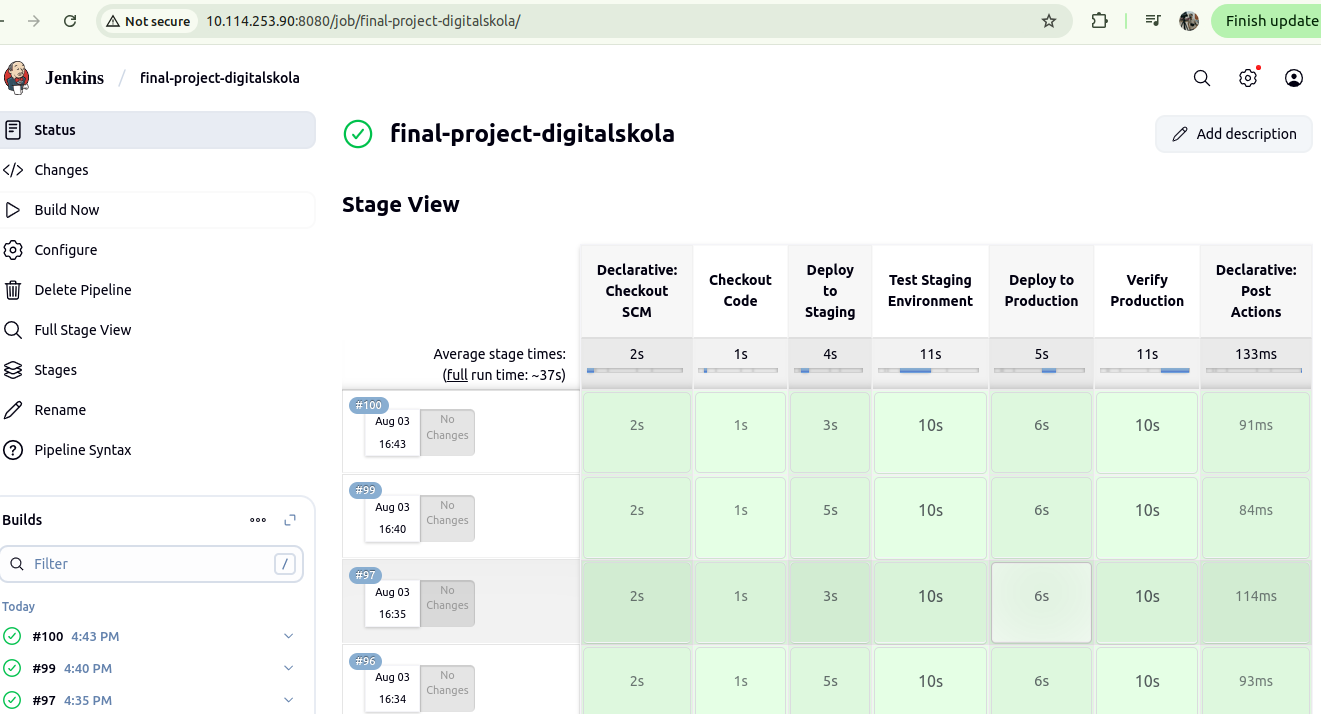 Not secure
10.114.253.90:8080/job/final-project-digitalskola/
Finish update
Jenkins / final-project-digitalskola
Status
Changes
Build Now
Configure
Delete Pipeline
Full Stage View
Stages
Rename
Pipeline Syntax
Builds
Filter
/
Today
#100 4:43 PM
#99 4:40 PM
#97 4:35 PM
final-project-digitalskola
Add description
Stage View
Declarative:
Checkout
SCM
Checkout
Code
Deploy
to
Staging
Test Staging
Environment
Deploy to
Production
Verify
Production
Declarative:
Post
Actions
Average stage times:
(full run time: ~37s)
2s 1s 4s 11s 5s 11s 133ms
#100
Aug 03
16:43
No
Changes
2s 1s 3s 10s 6s 10s 91ms
#99
Aug 03
16:40
No
Changes
2s 1s 5s 10s 6s 10s 84ms
#97
Aug 03
16:35
No
Changes
2s 1s 3s 10s 6s 10s 114ms
#96
Aug 03
16:34
No
Changes
2s 1s 5s 10s 6s 10s 93ms